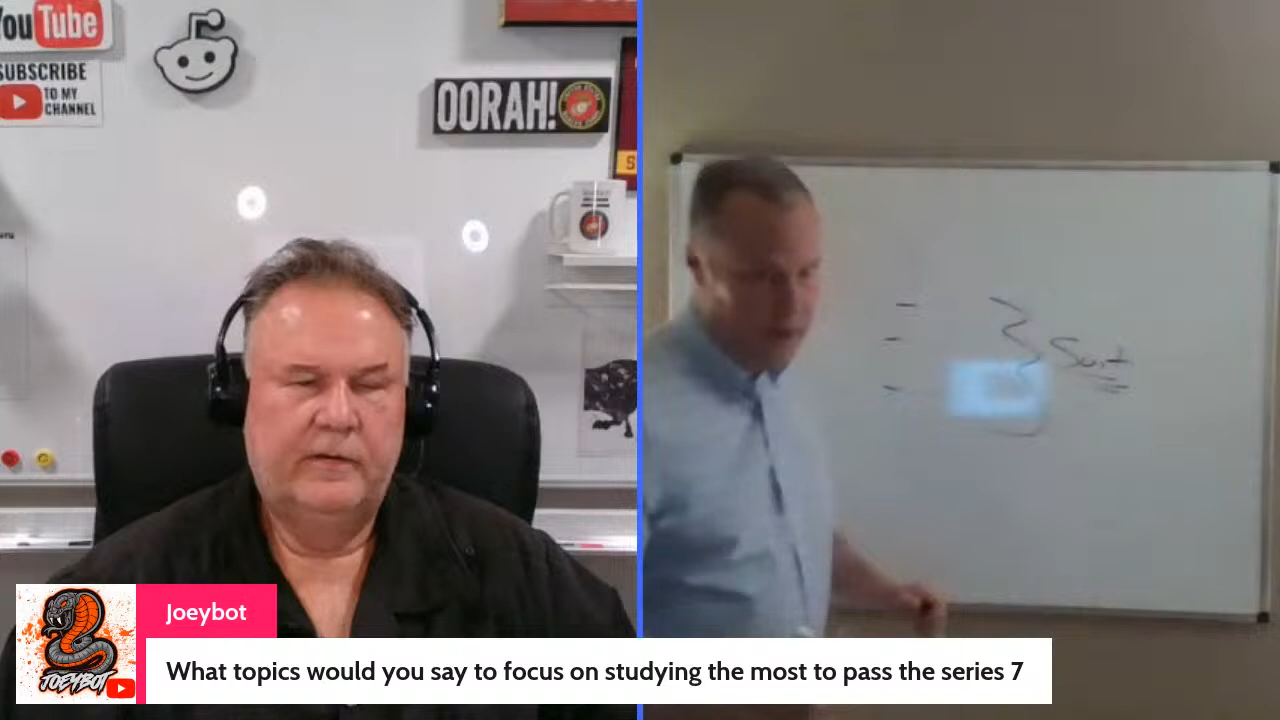 YouTube
SUBSCRIBE
TO MY
CHANNEL
OORAH!
Joeybot
What topics would you say to focus on studying the most to pass the series 7
JOEYBOT